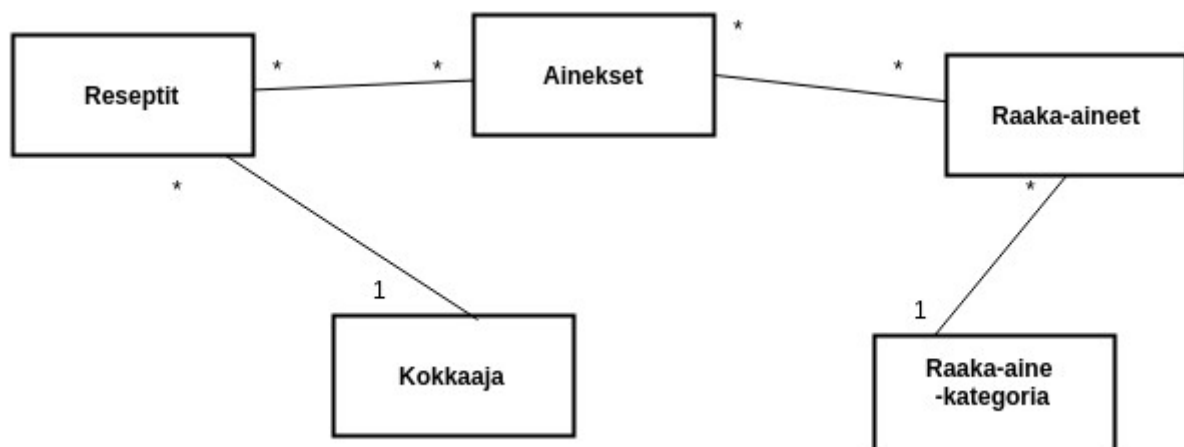 Reseptit
*
*
Ainekset
*
*
Raaka-aineet
*
1
Kokkaaja
*
1
Raaka-aine
-kategoria